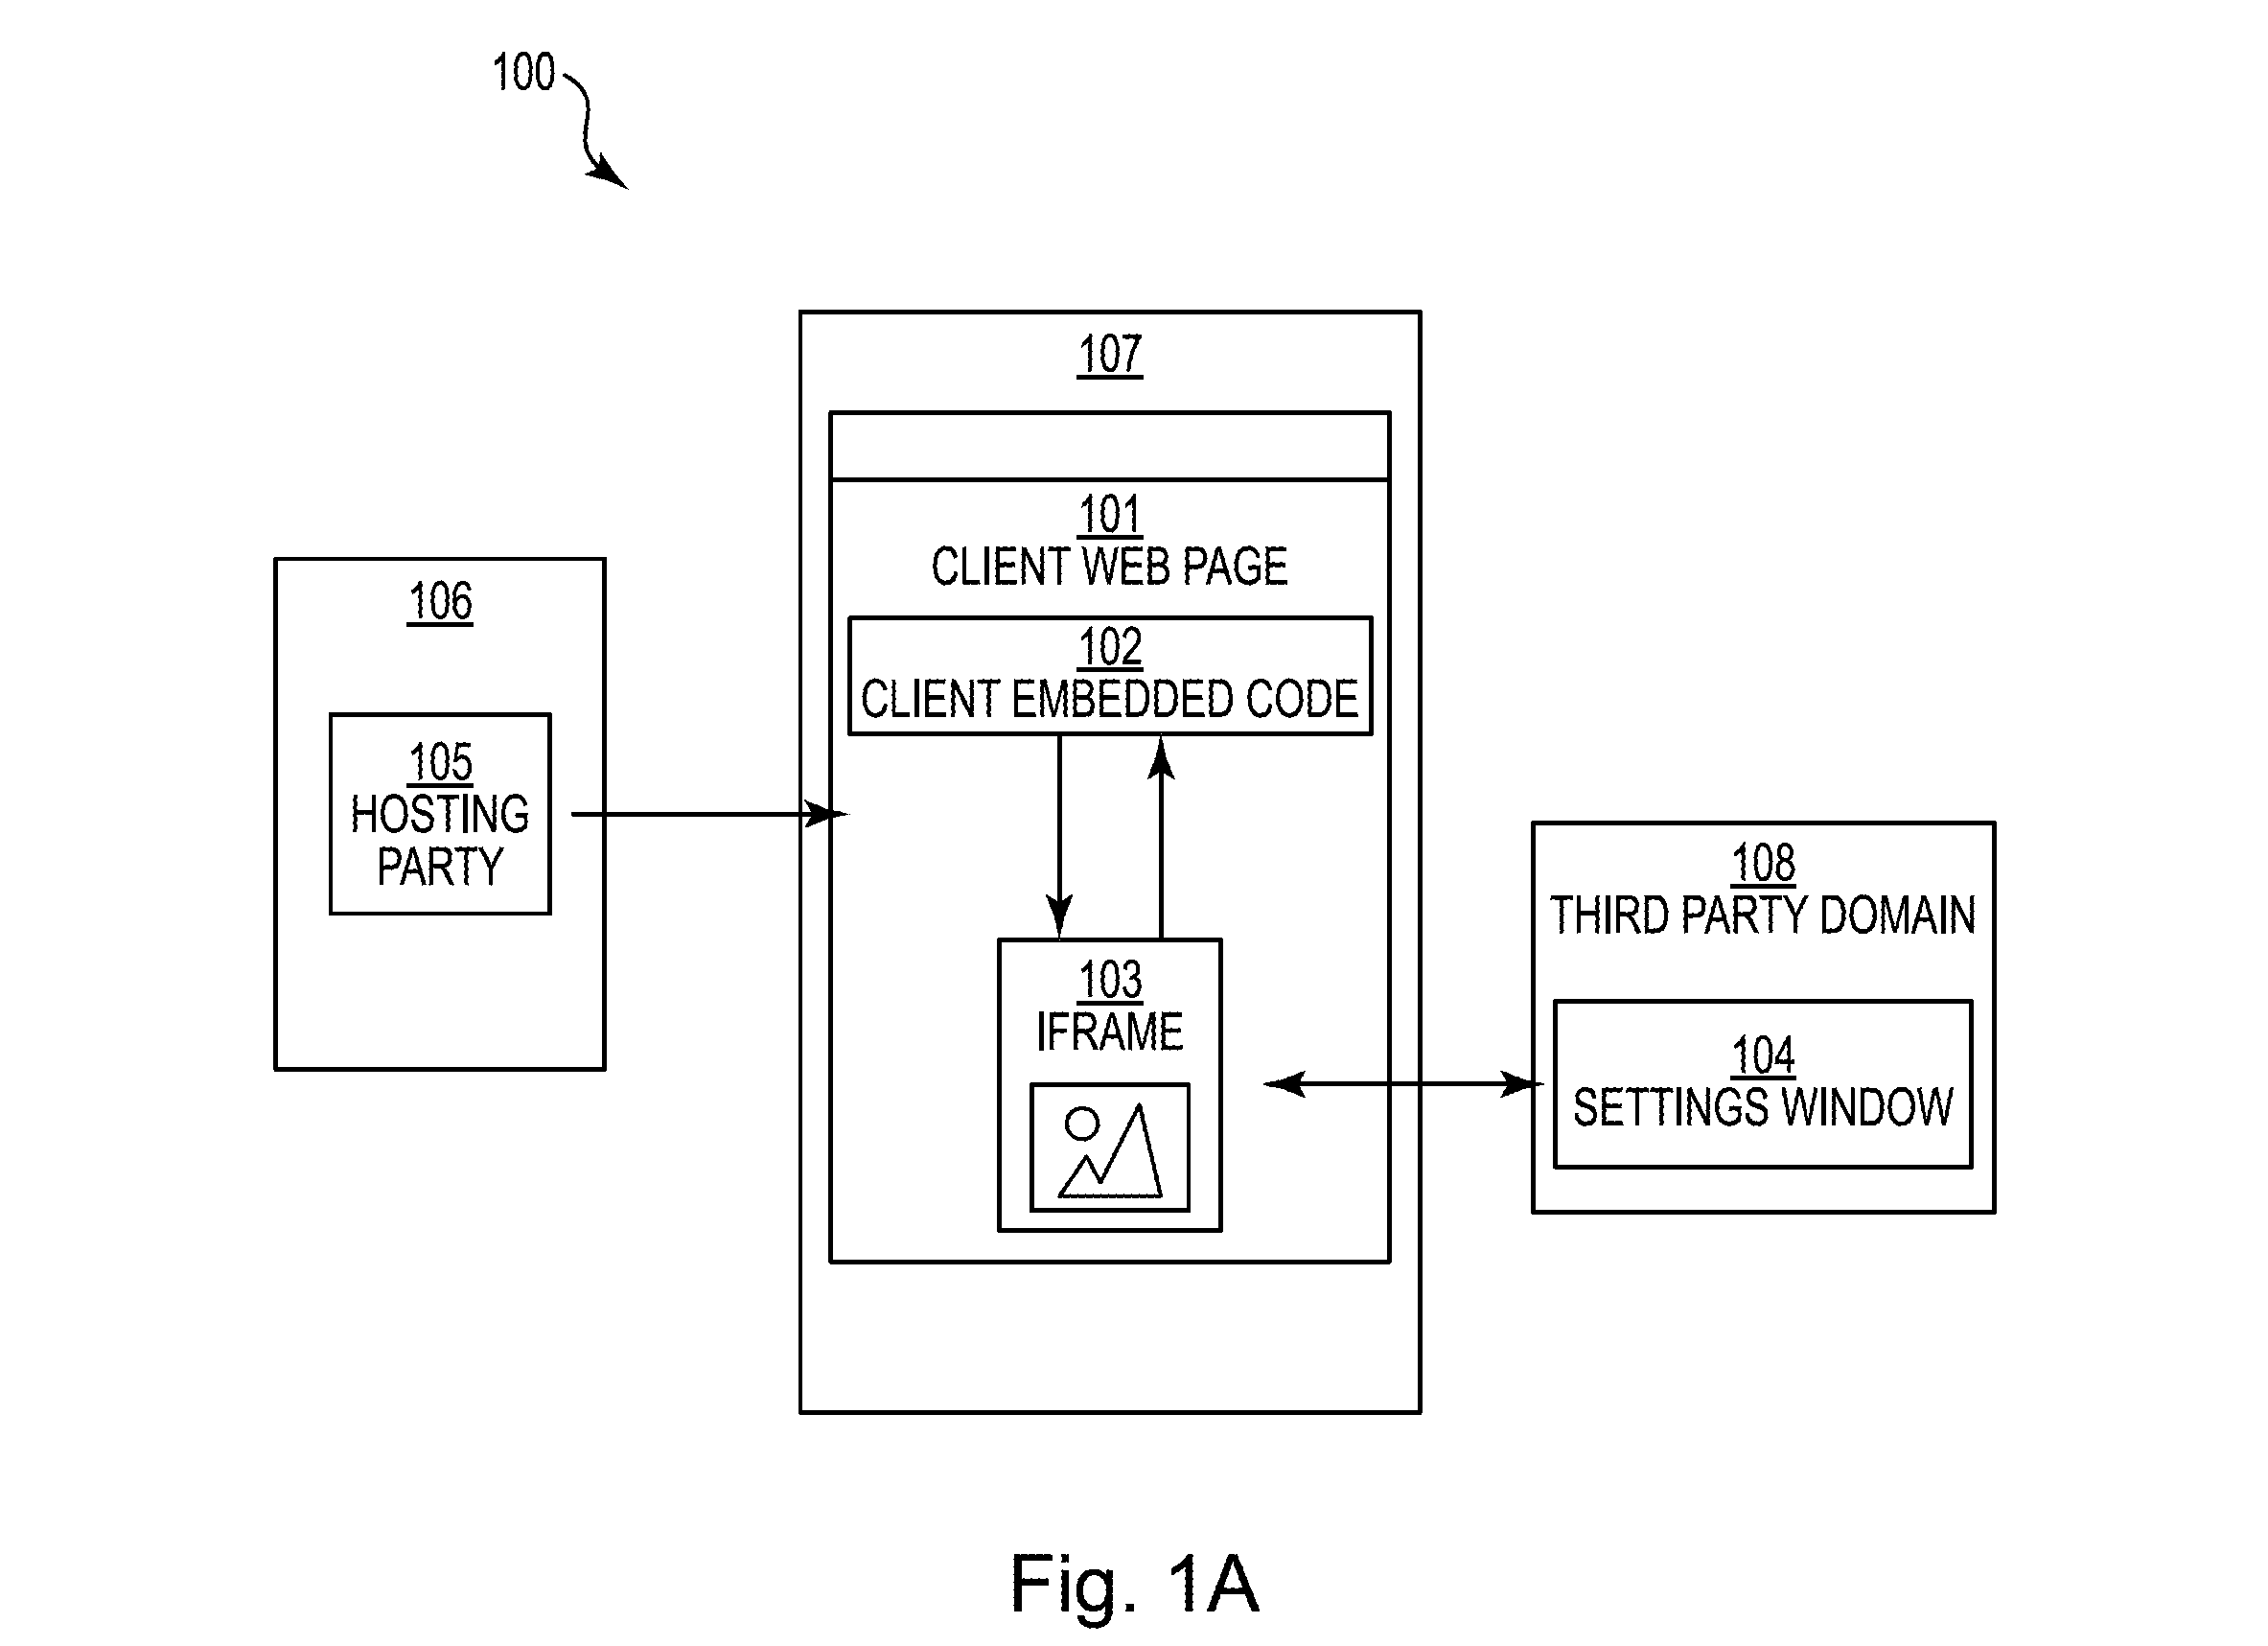 100
107
101
CLIENT WEB PAGE
102
CLIENT EMBEDDED CODE
106
105
HOSTING
PARTY
103
IFRAME
108
THIRD PARTY DOMAIN
104
SETTINGS WINDOW
Fig. 1A